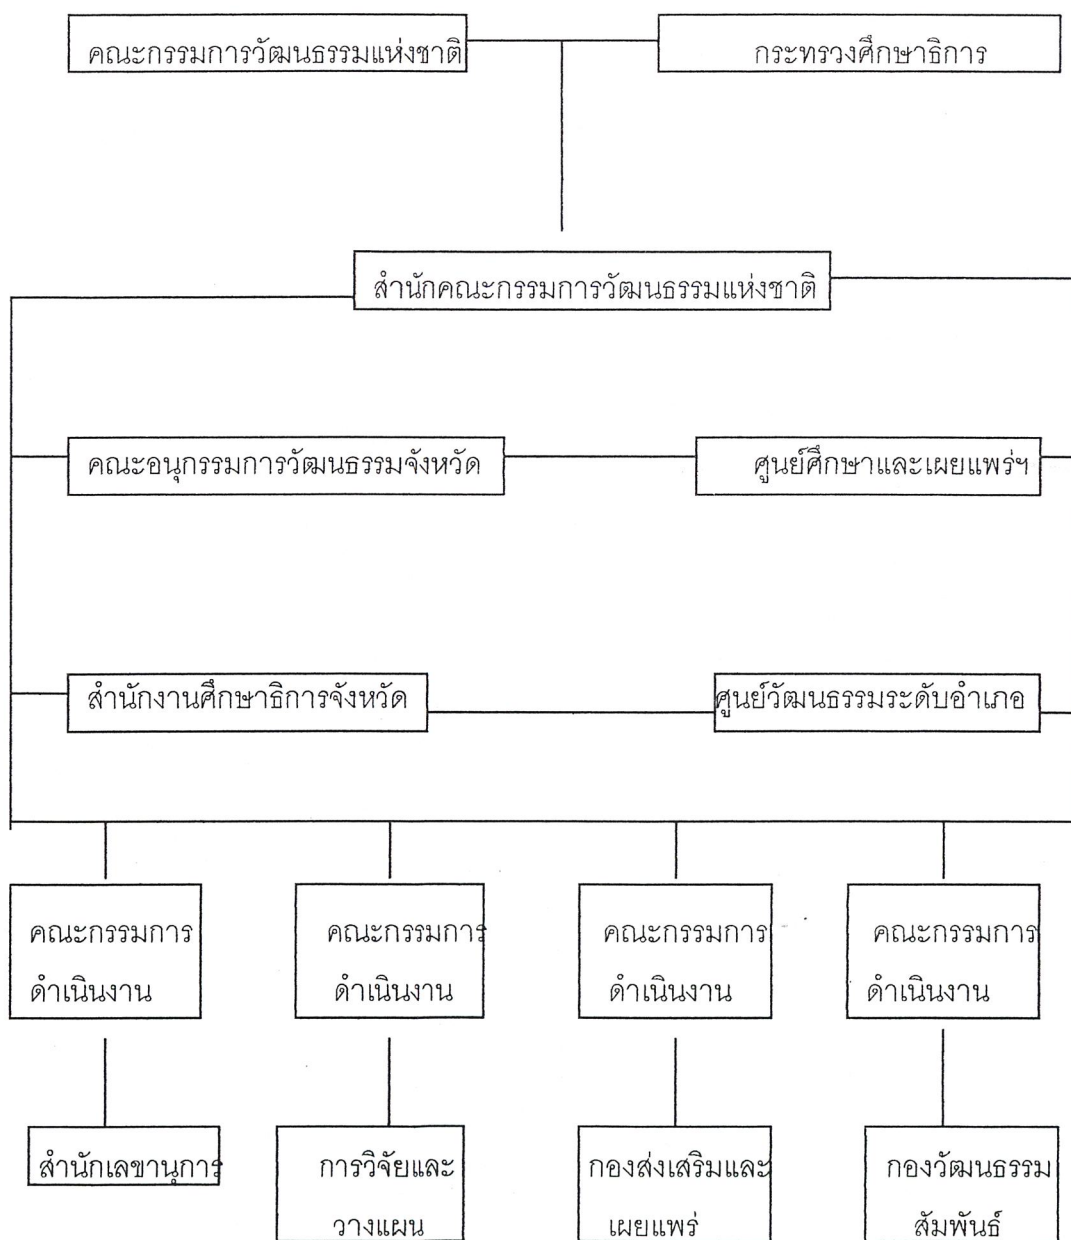 คณะกรรมการวัฒนธรรมแห่งชาติ
กระทรวงศึกษาธิการ
สำนักคณะกรรมการวัฒนธรรมแห่งชาติ
คณะอนุกรรมการวัฒนธรรมจังหวัด
ศูนย์ศึกษาและเผยแพร่ฯ
สำนักงานศึกษาธิการจังหวัด
ศูนย์วัฒนธรรมระดับอำเภอ
คณะกรรมการ
ดำเนินงาน
คณะกรรมการ
ดำเนินงาน
คณะกรรมการ
ดำเนินงาน
คณะกรรมการ
ดำเนินงาน
สำนักเลขานุการ
การวิจัยและ
วางแผน
กองส่งเสริมและ
เผยแพร่
กองวัฒนธรรม
สัมพันธ์